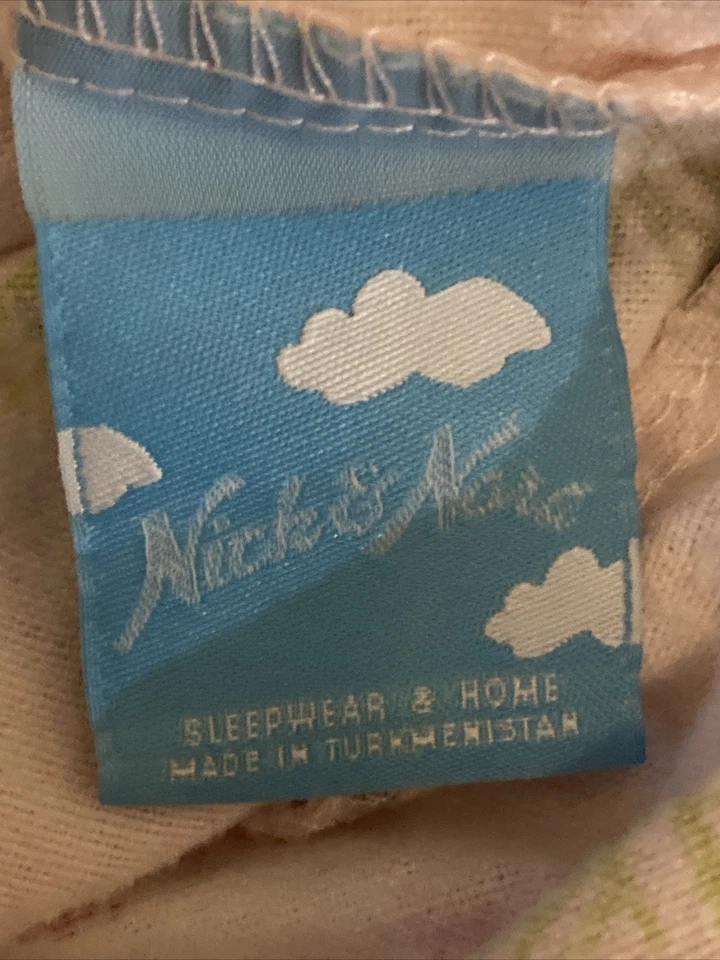 Nick & Nora
SLEEPWEAR & HOME
MADE IN TURKMENISTAN